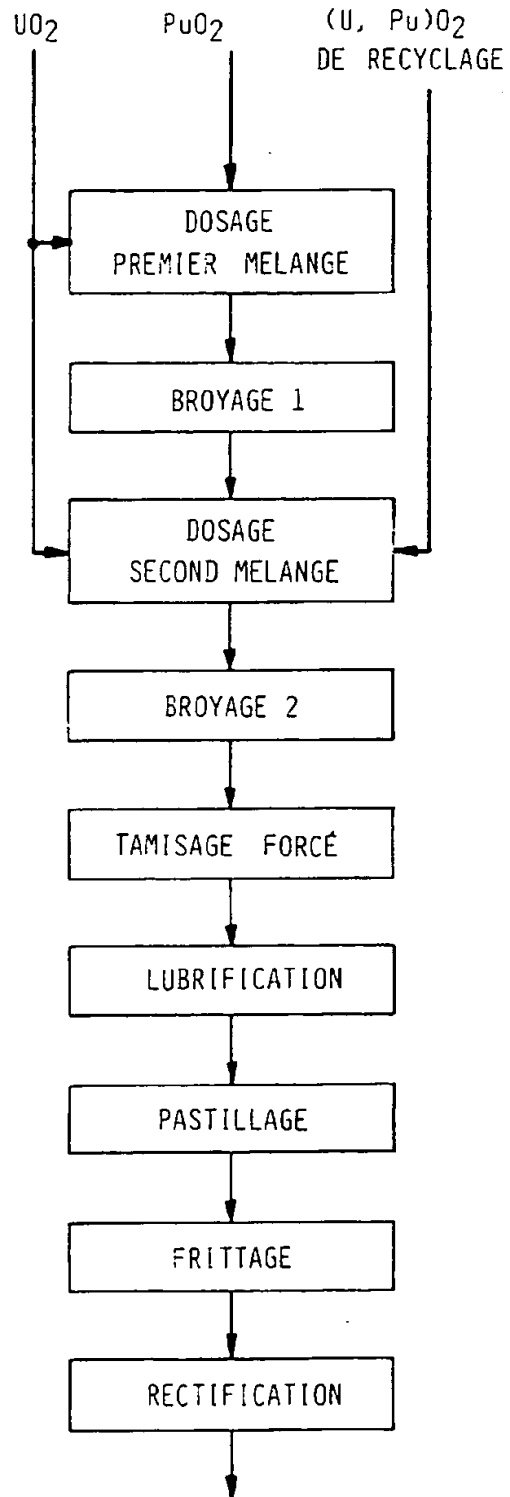 UO2
PuO2
(U, Pu)O2
DE RECYCLAGE
DOSAGE
PREMIER MELANGE
BROYAGE 1
DOSAGE
SECOND MELANGE
BROYAGE 2
TAMISAGE FORCÉ
LUBRIFICATION
PASTILLAGE
FRITTAGE
RECTIFICATION